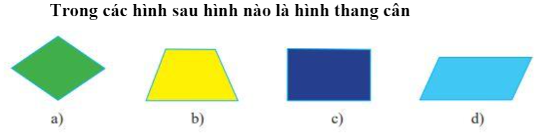 Trong các hình sau hình nào là hình thang cân
a) b) c) d)